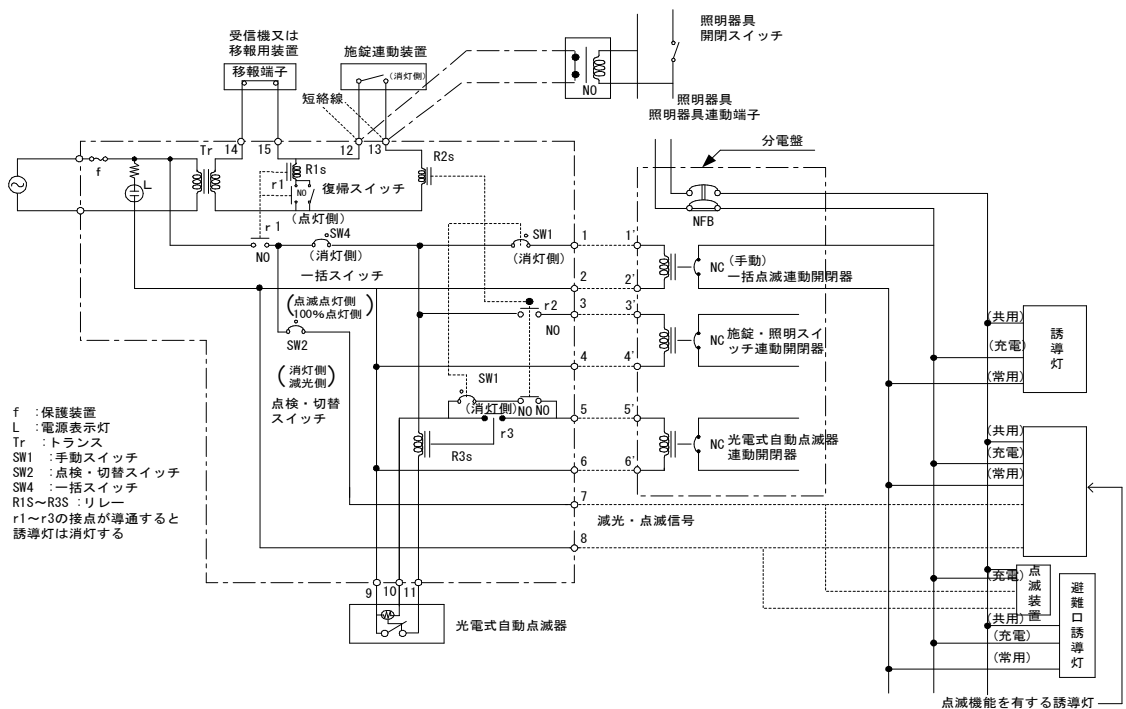 受信機又は
移報用装置
移報端子
施錠連動装置
(消灯側)
短絡線
NO
照明器具
開閉スイッチ
照明器具
照明器具連動端子
分電盤
NFB
14
15
12
13
Tr
f
L
R1s
r1
NO
復帰スイッチ
(点灯側)
R2s
r1
NO
SW4
(消灯側)
一括スイッチ
SW1
(消灯側)
1
1'
2
2'
NC (手動)
一括点滅連動開閉器
(点滅点灯側
100%点灯側)
SW2
(消灯側
減光側)
点検・切替
スイッチ
r2
NO
3
3'
4
4'
NC 施錠・照明スイ
ッチ連動開閉器
SW1
(消灯側)
NO
NO
r3
R3s
5
5'
6
6'
NC 光電式自動点滅器
連動開閉器
7
減光・点滅信号
8
9
10
11
光電式自動点滅器
(共用)
(充電)
(常用)
誘導灯
(共用)
(充電)
(常用)
(充電)
点滅装置
(共用)
(充電)
(常用)
避難口誘導灯
点滅機能を有する誘導灯
f :保護装置
L :電源表示灯
Tr :トランス
SW1 :手動スイッチ
SW2 :点検・切替スイッチ
SW4 :一括スイッチ
R1S~R3S:リレー
r1~r3の接点が導通すると
誘導灯は消灯する